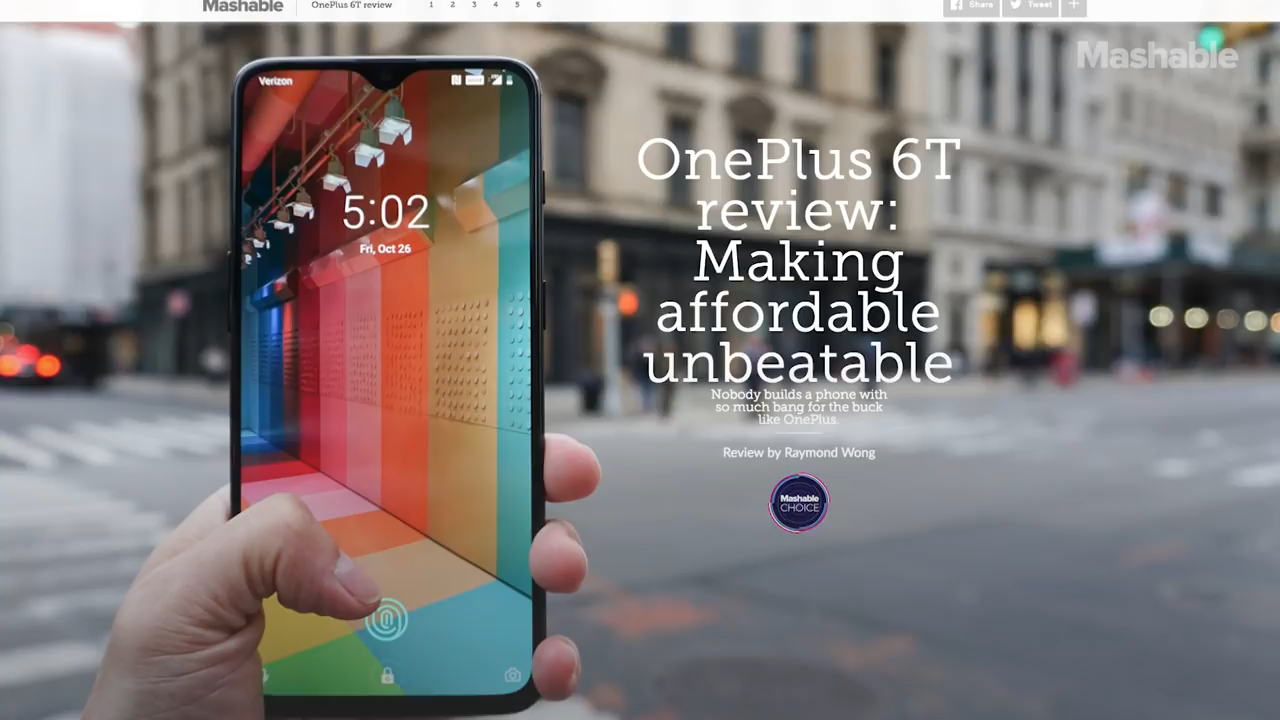 Mashable
OnePlus 6T review
1 2 3 4 5 6
Share
Tweet
+
Mashable
Verizon
5:02
Fri, Oct 26
OnePlus 6T
review:
Making
affordable
unbeatable
Nobody builds a phone with
so much bang for the buck
like OnePlus.
Review by Raymond Wong
Mashable
CHOICE